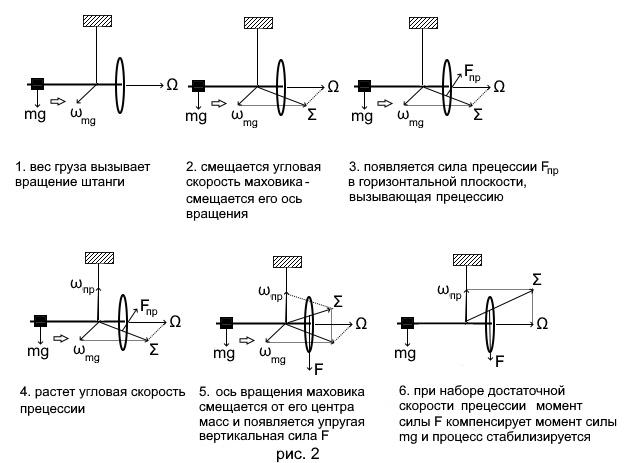 Ω
mg
ω mg
Ω
mg
ω mg
Σ
F пр
Ω
mg
ω mg
Σ
1. вес груза вызывает
вращение штанги
2. смещается угловая
скорость маховика-
смещается его ось
вращения
3. появляется сила прецессии Fпр
в горизонтальной плоскости,
вызывающая прецессию
ω пр
F пр
Ω
mg
ω mg
Σ
ω пр
Σ
Ω
mg
ω mg
F
ω пр
Σ
Ω
mg
F
4. растет угловая скорость
прецессии
5. ось вращения маховика
смещается от его центра
масс и появляется упругая
вертикальная сила F
6. при наборе достаточной
скорости прецессии момент
силы F компенсирует момент силы
mg и процесс стабилизируется
рис. 2